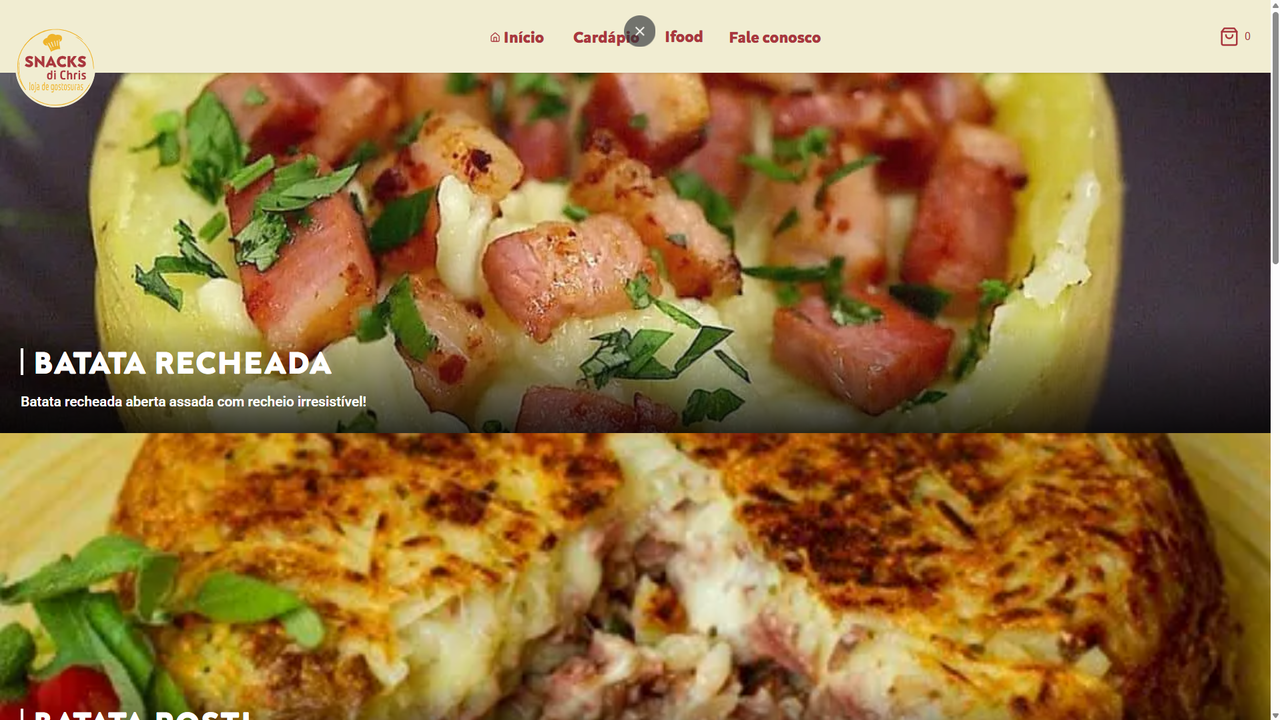 Início
Cardápio
Ifood
Fale conosco
0
SNACKS
di Chris
loja de gostosuras
BATATA RECHEADA
Batata recheada aberta assada com recheio irresistível!
BATATA ROSTI